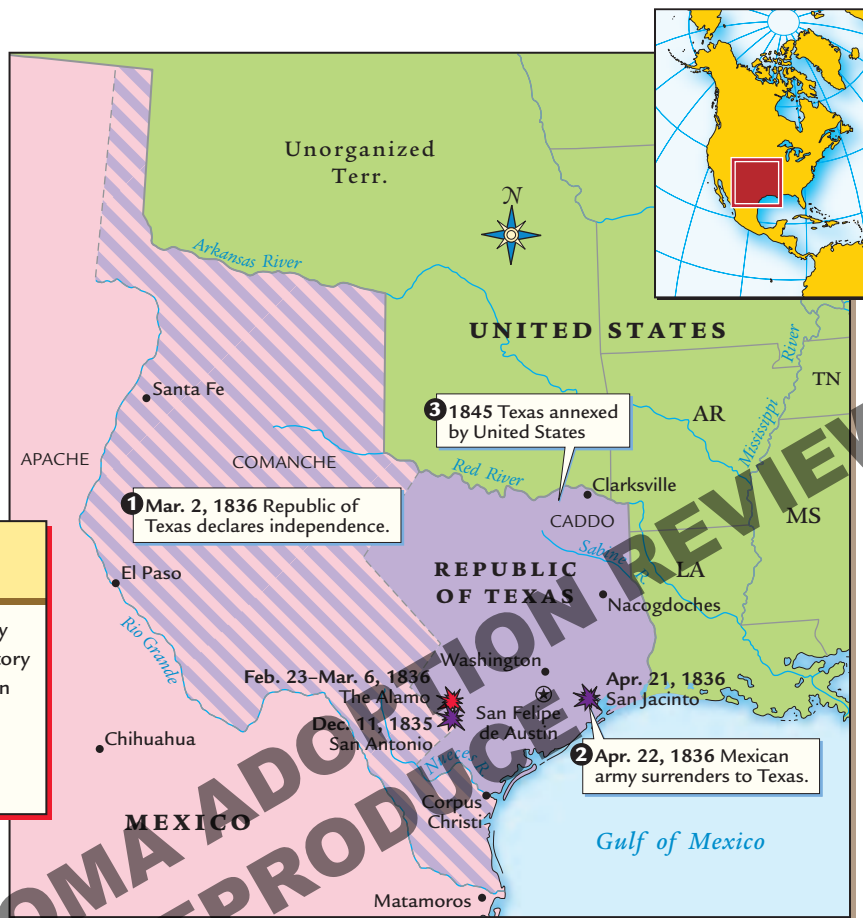 Unorganized
Terr.
N
Arkansas River
UNITED STATES
Mississippi River
TN
Santa Fe
3 1845 Texas annexed
by United States
AR
APACHE
COMANCHE
Red River
Clarksville
1 Mar. 2, 1836 Republic of
Texas declares independence.
CADDO
MS
Sabine R.
LA
El Paso
REPUBLIC
OF TEXAS
Nacogdoches
y
tory
n
Rio Grande
Washington
Feb. 23–Mar. 6, 1836
The Alamo
Apr. 21, 1836
San Jacinto
Dec. 11, 1835
San Antonio
San Felipe
de Austin
Chihuahua
2 Apr. 22, 1836 Mexican
army surrenders to Texas.
Nueces R.
Corpus
Christi
MEXICO
Gulf of Mexico
Matamoros
OMA ADOPTION REVIEW
REPRODUCE